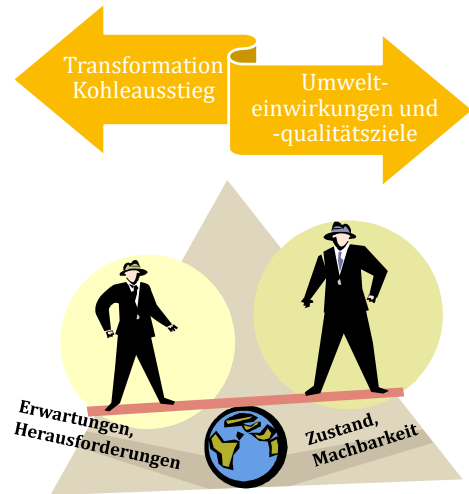 Transformation
Kohleausstieg
Umwelt-
einwirkungen und
-qualitätsziele
Erwartungen,
Herausforderungen
Zustand,
Machbarkeit